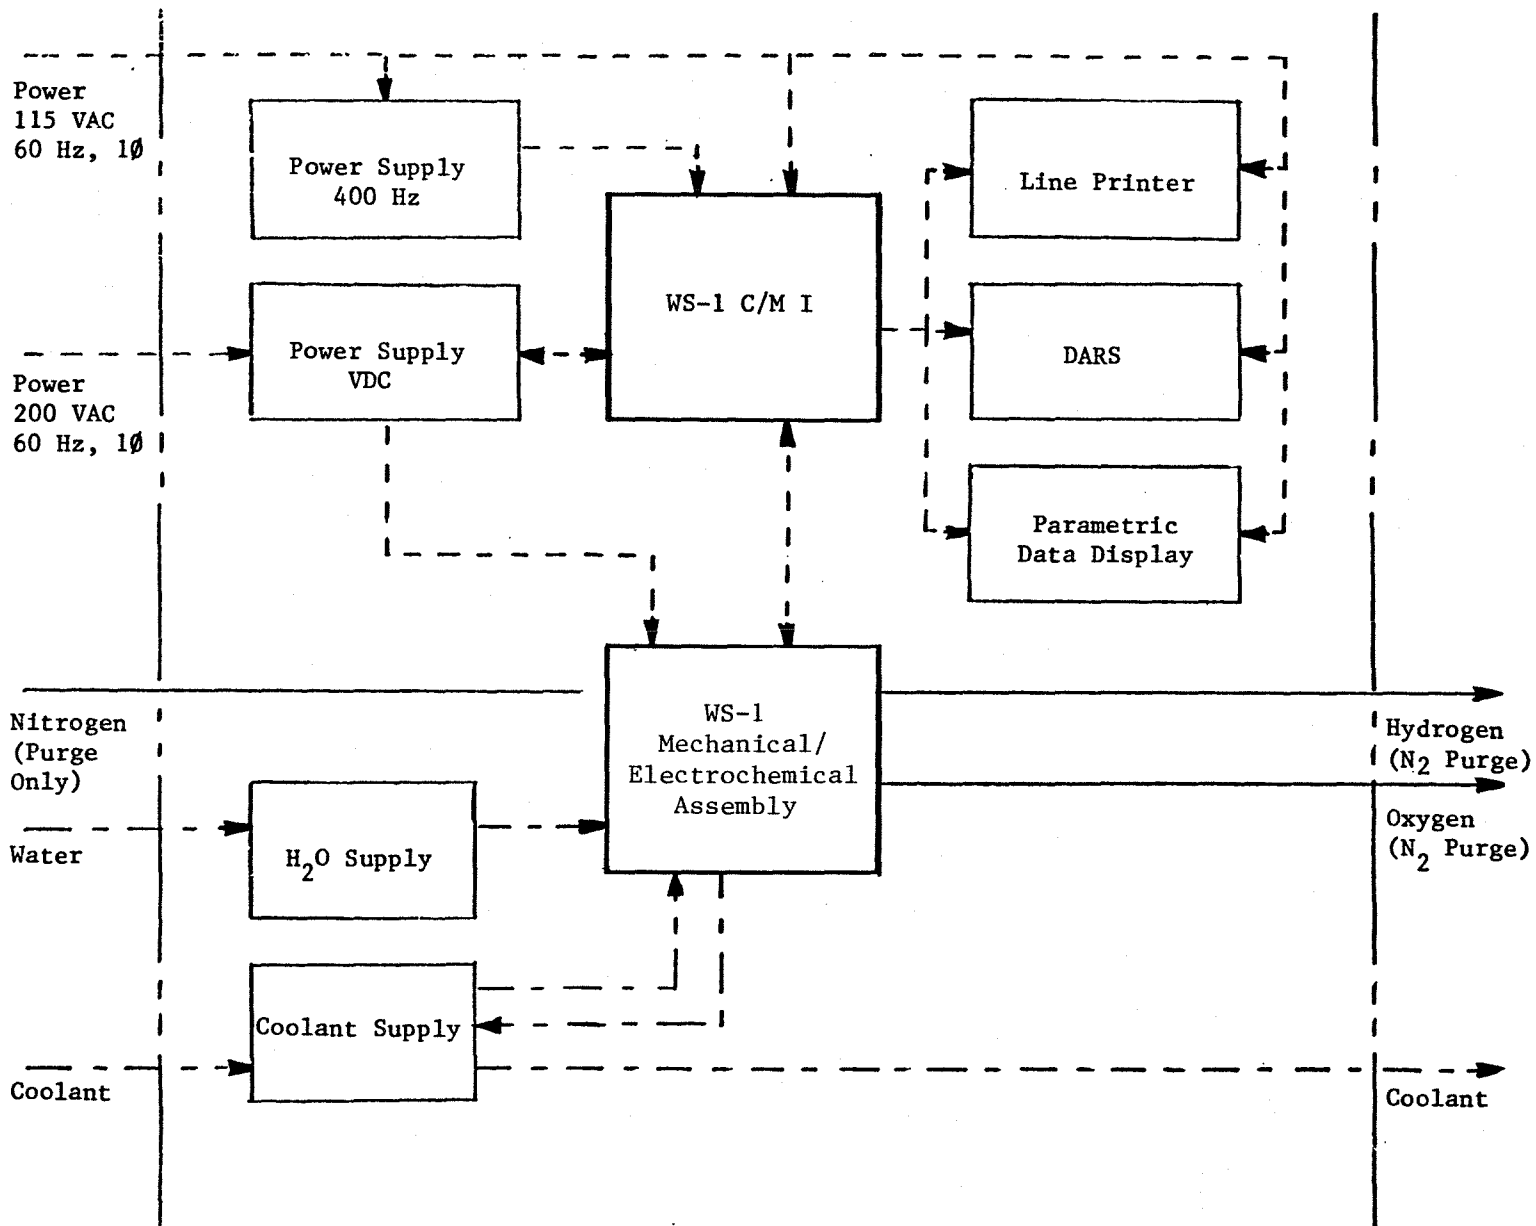 Power
115 VAC
60 Hz, 1Ø
Power Supply
400 Hz
Line Printer
WS-1 C/M I
Power Supply
VDC
DARS
Power
200 VAC
60 Hz, 1Ø
Parametric
Data Display
Nitrogen
(Purge
Only)
WS-1
Mechanical/
Electrochemical
Assembly
Hydrogen
(N2 Purge)
Oxygen
(N2 Purge)
Water
H2O Supply
Coolant Supply
Coolant
Coolant